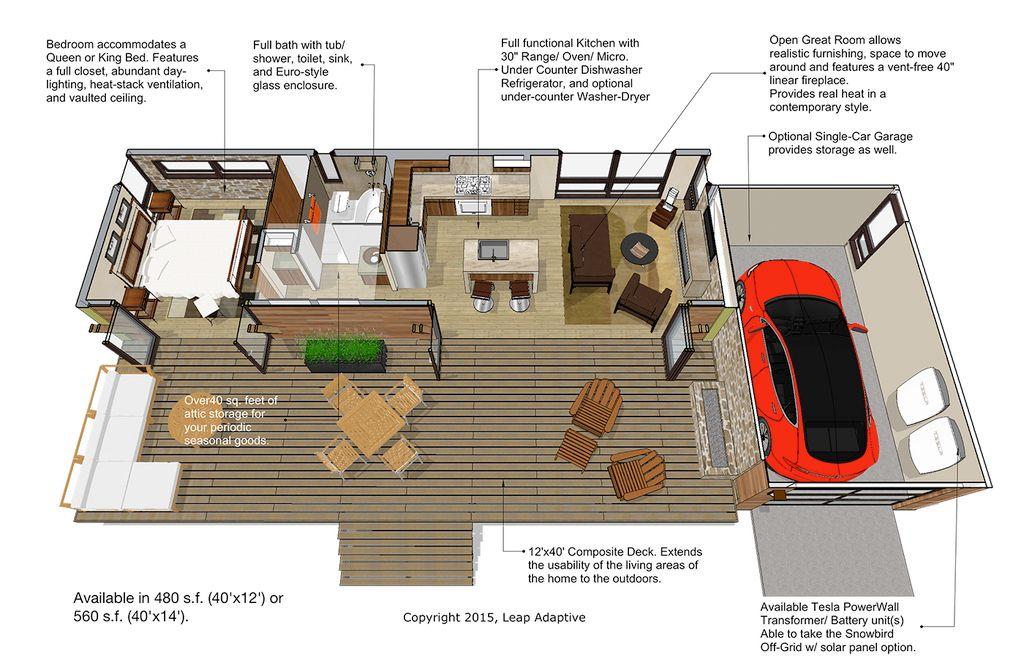 Bedroom accommodates a
Queen or King Bed. Features
a full closet, abundant day-
lighting, heat-stack ventilation,
and vaulted ceiling.
Full bath with tub/
shower, toilet, sink,
and Euro-style
glass enclosure.
Full functional Kitchen with
30" Range/ Oven/ Micro.
Under Counter Dishwasher
Refrigerator, and optional
under-counter Washer-Dryer
Open Great Room allows
realistic furnishing, space to move
around and features a vent-free 40"
linear fireplace.
Provides real heat in a
contemporary style.
Optional Single-Car Garage
provides storage as well.
Over40 sq. feet of
attic storage for
your periodic
seasonal goods.
12'x40' Composite Deck. Extends
the usability of the living areas of
the home to the outdoors.
Available in 480 s.f. (40'x12') or
560 s.f. (40'x14').
Copyright 2015, Leap Adaptive
Available Tesla PowerWall
Transformer/ Battery unit(s)
Able to take the Snowbird
Off-Grid w/ solar panel option.